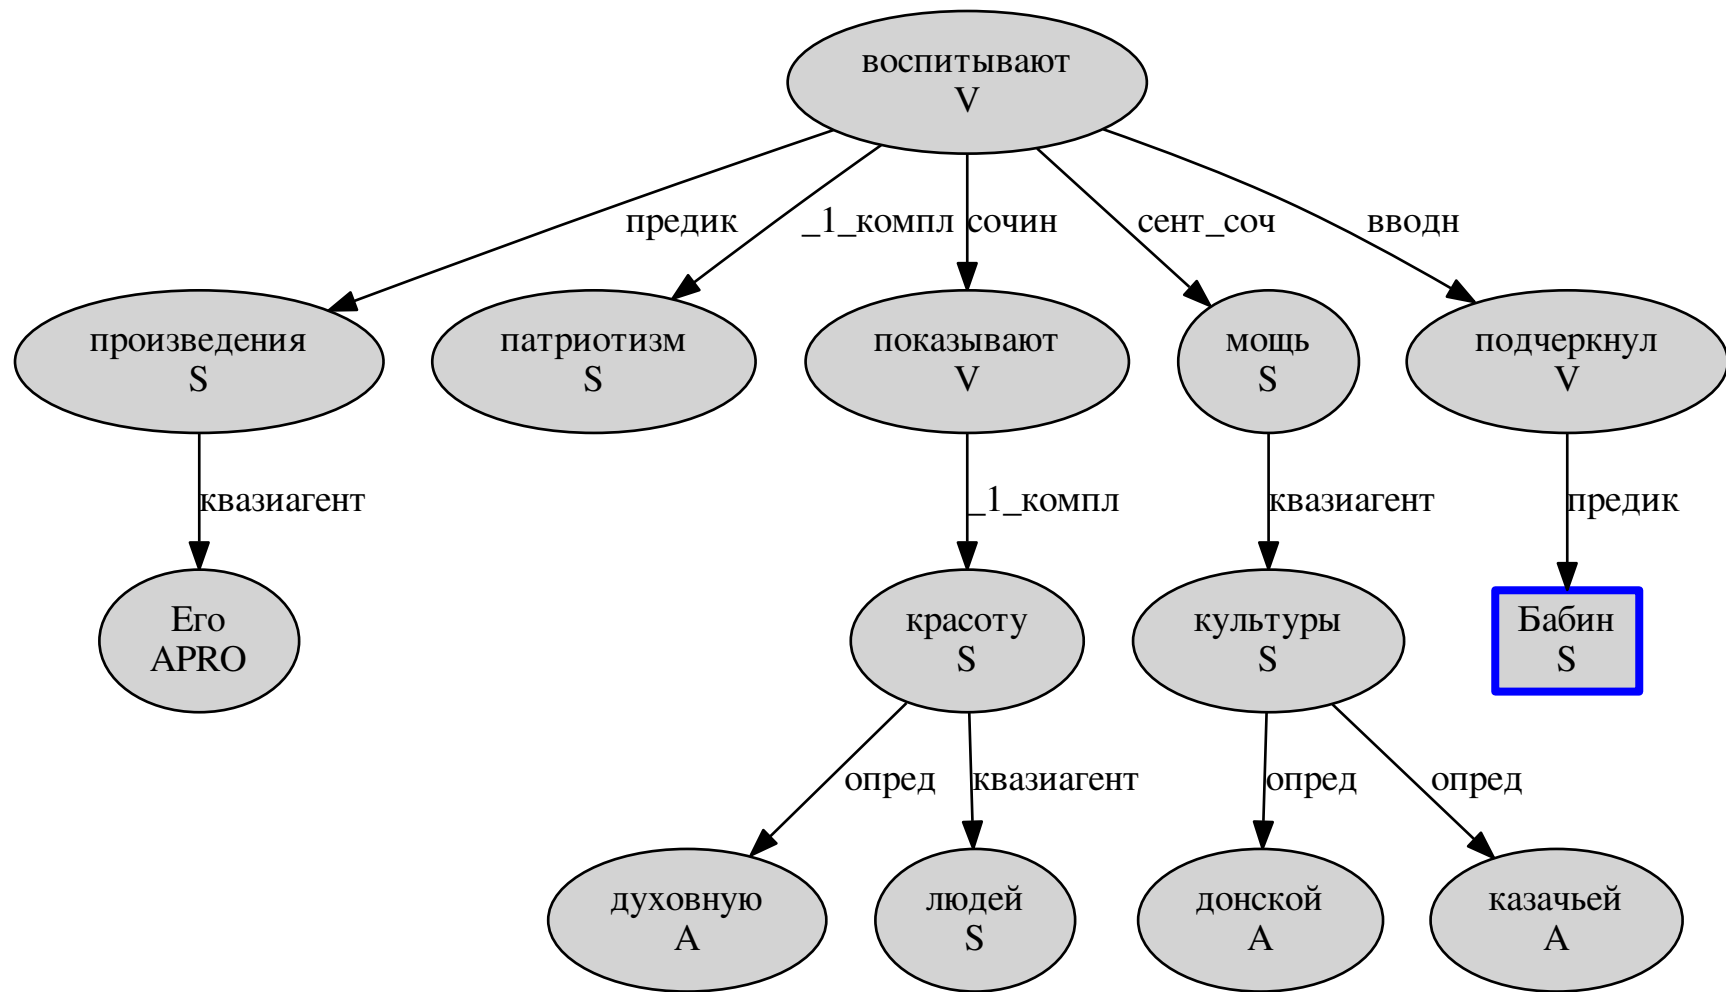 воспитывают
V
предик
_1_компл
сочин
сент_соч
вводн
произведения
S
патриотизм
S
показывают
V
мощь
S
подчеркнул
V
квазиагент
_1_компл
квазиагент
предик
Его
APRO
красоту
S
культуры
S
Бабин
S
опред
квазиагент
опред
опред
духовную
A
людей
S
донской
A
казачьей
A